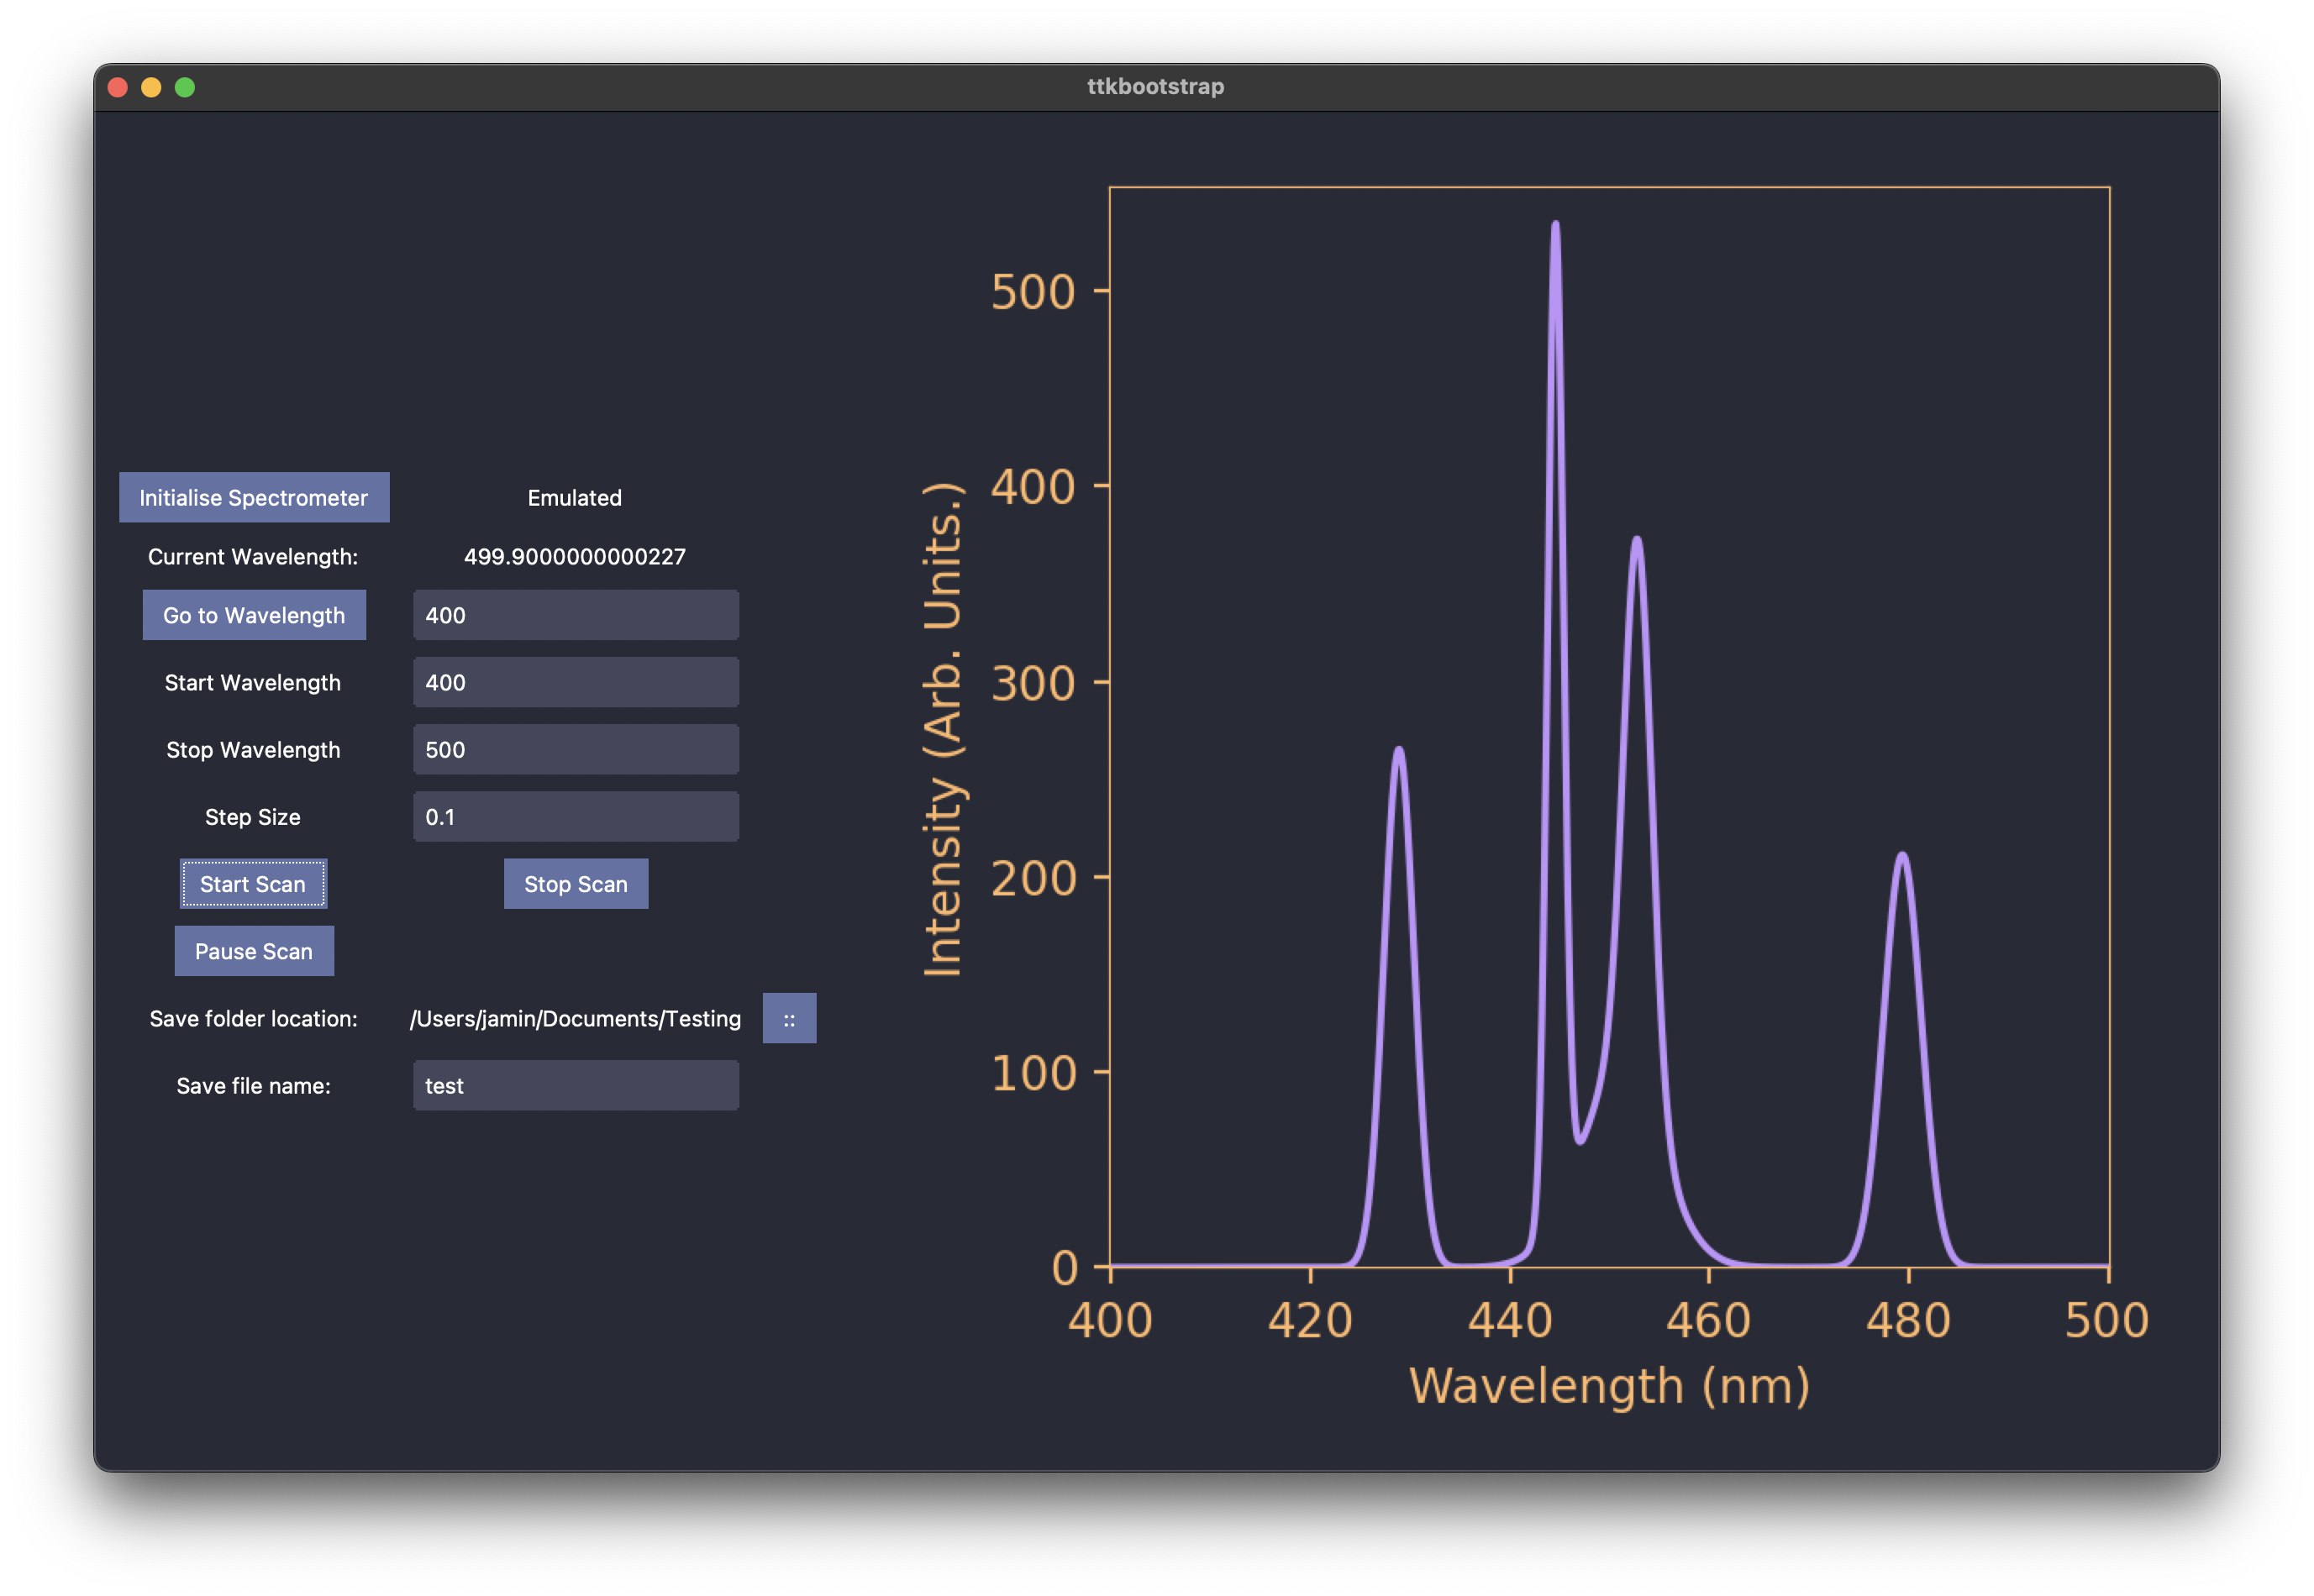 ttkbootstrap
Initialise Spectrometer
Emulated
Current Wavelength:
499.9000000000227
Go to Wavelength
400
Start Wavelength
400
Stop Wavelength
500
Step Size
0.1
Start Scan
Stop Scan
Pause Scan
Save folder location:
/Users/jamin/Documents/Testing
::
Save file name:
test
Intensity (Arb. Units.)
500
400
300
200
100
0
400
420
440
460
480
500
Wavelength (nm)